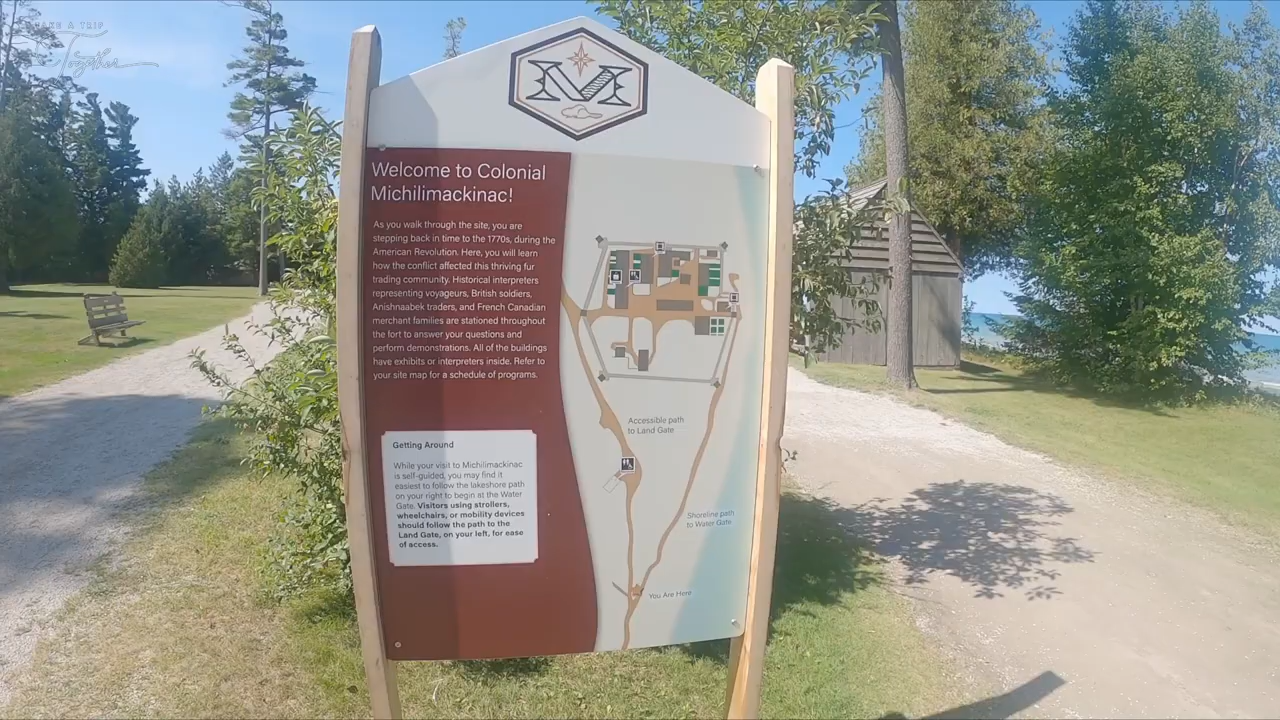 TAKE A TRIP
Together
M
Welcome to Colonial
Michilimackinac!
As you walk through the site, you are
stepping back in time to the 1770s, during the
American Revolution. Here, you will learn
how the conflict affected this thriving fur
trading community. Historical interpreters
representing voyageurs, British soldiers,
Anishnaabek traders, and French Canadian
merchant families are stationed throughout
the fort to answer your questions and
perform demonstrations. All of the buildings
have exhibits or interpreters inside. Refer to
your site map for a schedule of programs.
Getting Around
While your visit to Michilimackinac
is self-guided, you may find it
easiest to follow the lakeshore path
on your right to begin at the Water
Gate. Visitors using strollers,
wheelchairs, or mobility devices
should follow the path to the
Land Gate, on your left, for ease
of access.
Accessible path
to Land Gate
Shoreline path
to Water Gate
You Are Here